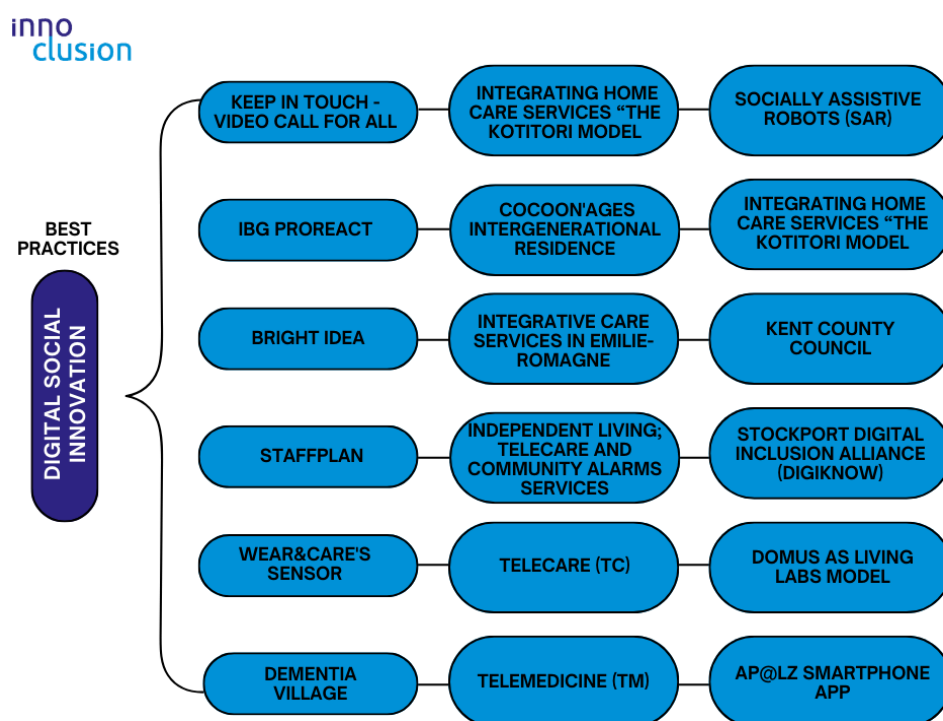 inno
clusion
BEST
PRACTICES
DIGITAL SOCIAL
INNOVATION
KEEP IN TOUCH -
VIDEO CALL FOR ALL
INTEGRATING HOME
CARE SERVICES “THE
KOTITORI MODEL
SOCIALLY ASSISTIVE
ROBOTS (SAR)
IBG PROREACT
COCOON'AGES
INTERGENERATIONAL
RESIDENCE
INTEGRATING HOME
CARE SERVICES “THE
KOTITORI MODEL
BRIGHT IDEA
INTEGRATIVE CARE
SERVICES IN EMILIE-
ROMAGNE
KENT COUNTY
COUNCIL
STAFFPLAN
INDEPENDENT LIVING;
TELECARE AND
COMMUNITY ALARMS
SERVICES
STOCKPORT DIGITAL
INCLUSION ALLIANCE
(DIGIKNOW)
WEAR&CARE'S
SENSOR
TELECARE (TC)
DOMUS AS LIVING
LABS MODEL
DEMENTIA
VILLAGE
TELEMEDICINE (TM)
AP@LZ SMARTPHONE
APP